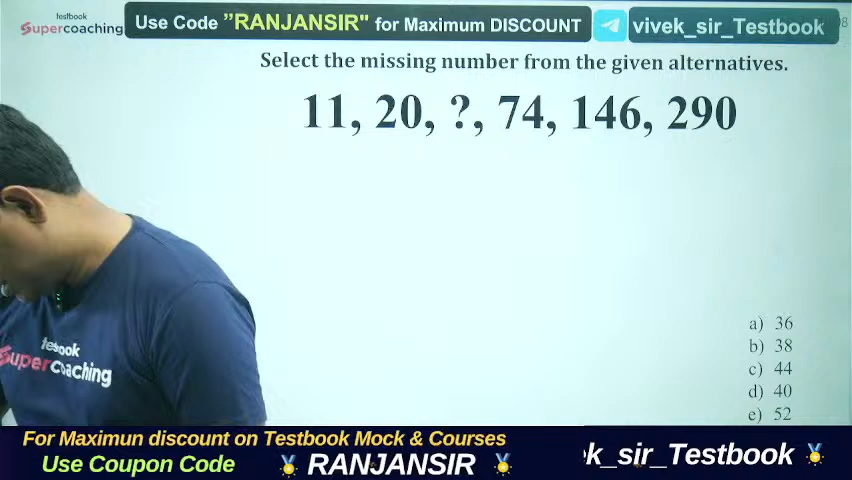 testbook
Supercoaching
Use Code ”RANJANSIR" for Maximum DISCOUNT
vivek_sir_Testbook
Select the missing number from the given alternatives.
11, 20, ?, 74, 146, 290
a) 36
b) 38
c) 44
d) 40
e) 52
testbook
Supercoaching
For Maximun discount on Testbook Mock & Courses
Use Coupon Code
RANJANSIR
k_sir_Testbook